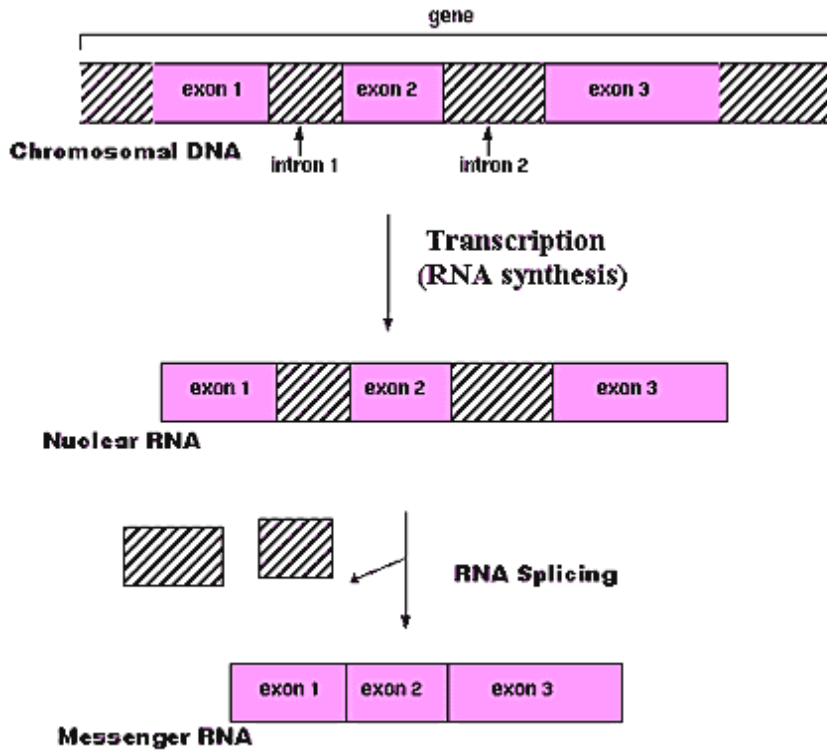 gene
exon 1 exon 2 exon 3
Chromosomal DNA
intron 1 intron 2
Transcription
(RNA synthesis)
exon 1 exon 2 exon 3
Nuclear RNA
RNA Splicing
exon 1 exon 2 exon 3
Messenger RNA